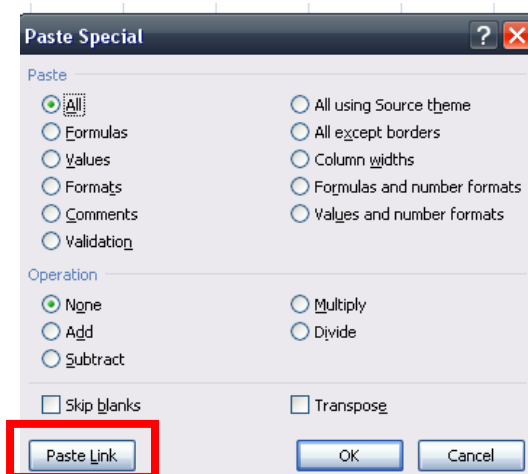 Paste Special
Paste
All
All using Source theme
Formulas
All except borders
Values
Column widths
Formats
Formulas and number formats
Comments
Values and number formats
Validation
Operation
None
Multiply
Add
Divide
Subtract
Skip blanks
Transpose
Paste Link
OK
Cancel